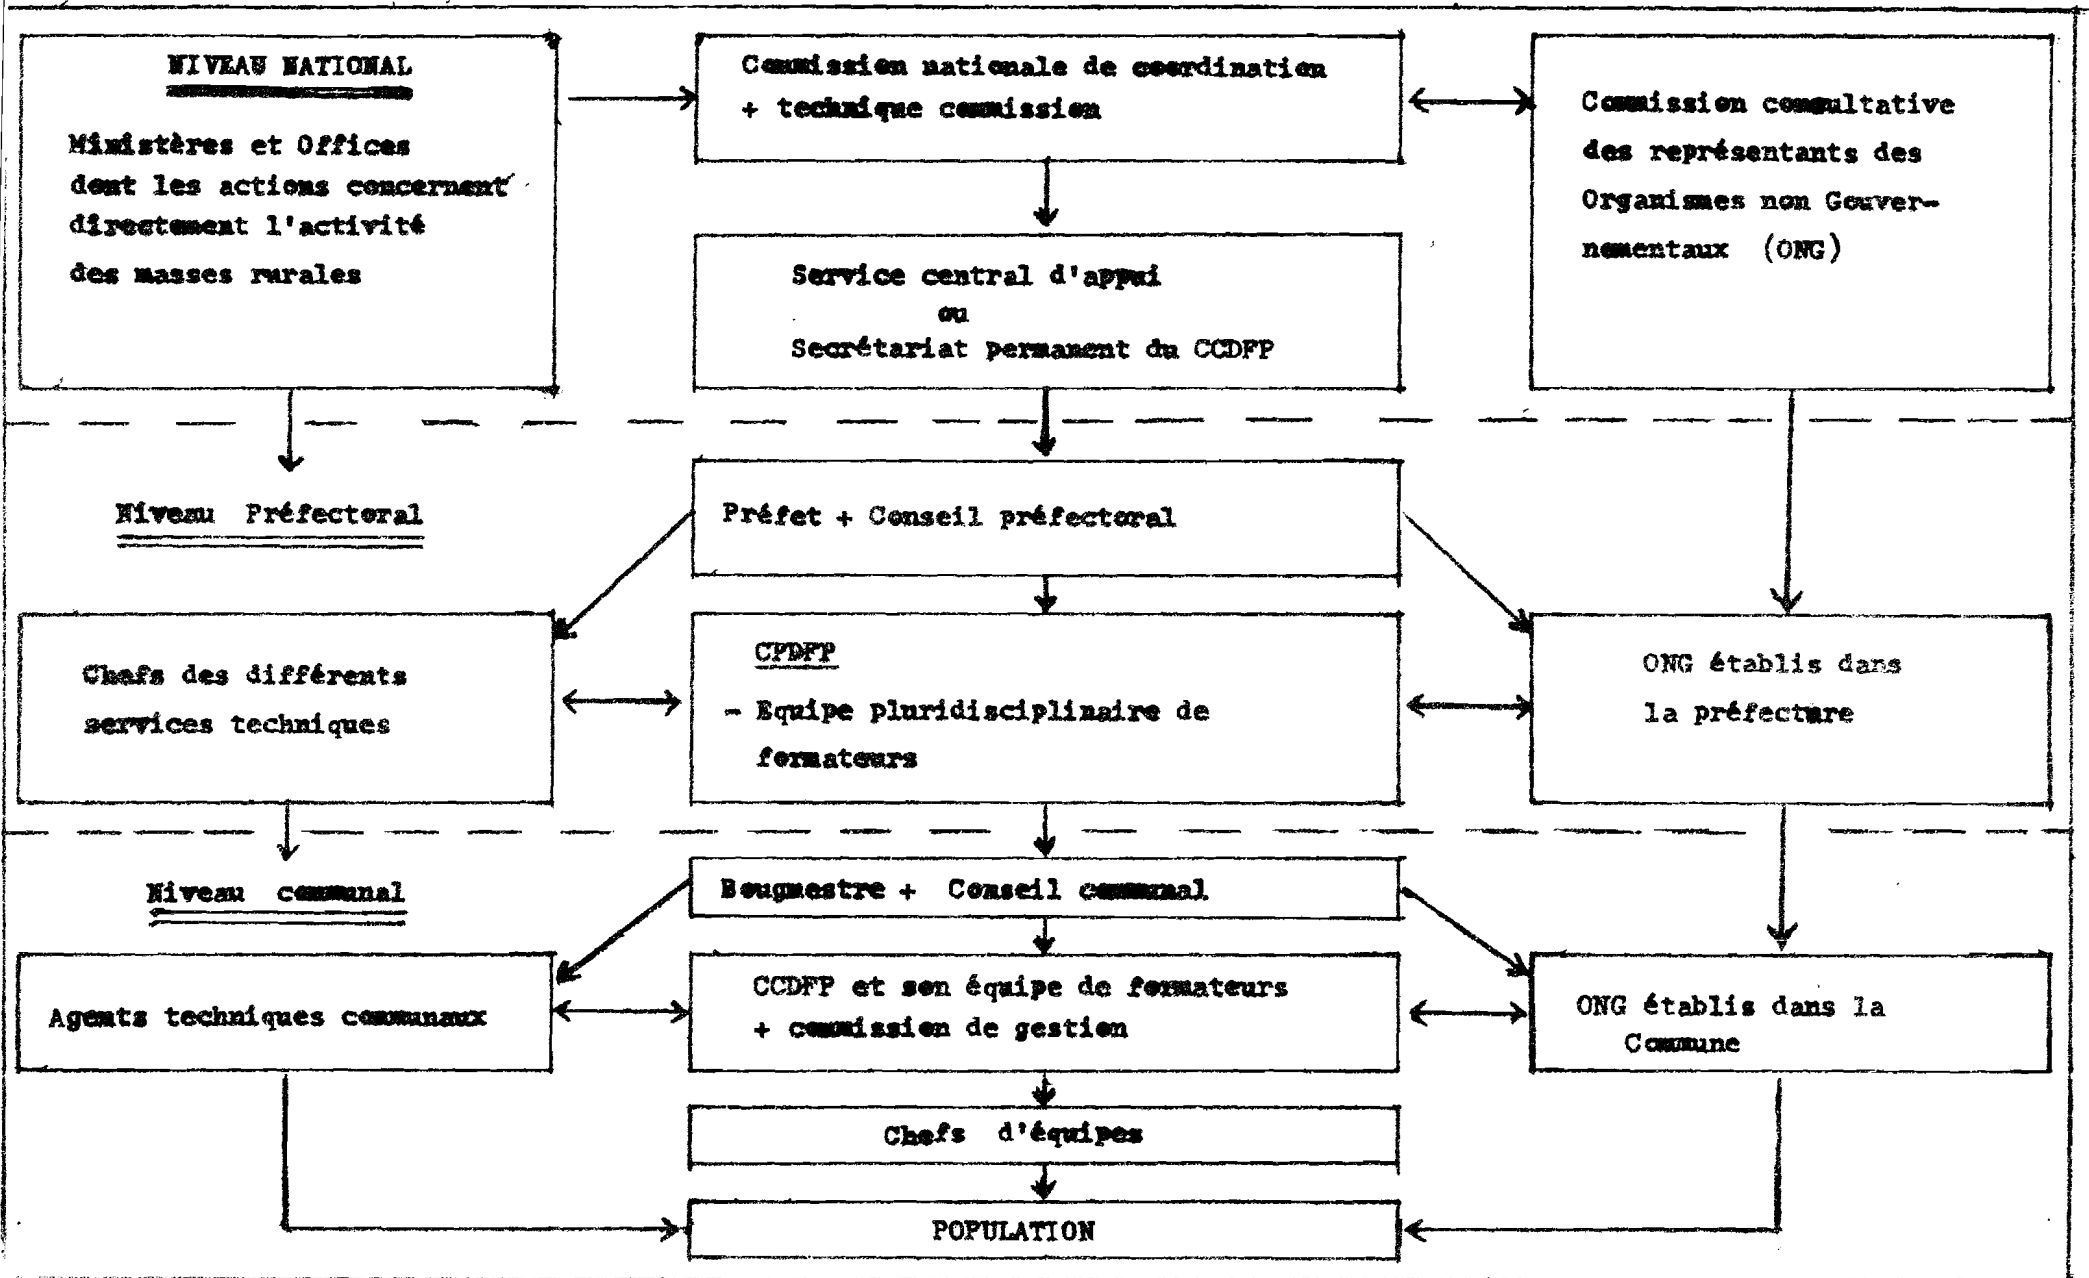 NIVEAU NATIONAL
Ministères et Offices
dont les actions concernent
directement l'activité
des masses rurales
Commission nationale de coordination
+ technique commission
Commission consultative
des représentants des
Organismes non Gouver-
nementaux (ONG)
Service central d'appui
ou
Secrétariat permanent du CCDFP
Niveau Préfectoral
Préfet + Conseil préfectoral
Chefs des différents
services techniques
CPDFP
- Equipe pluridisciplinaire de
formateurs
ONG établis dans
la préfecture
Niveau communal
Bougmestre + Conseil communal
Agents techniques communaux
CCDFP et son équipe de formateurs
+ commission de gestion
ONG établis dans la
Commune
Chefs d'équipes
POPULATION